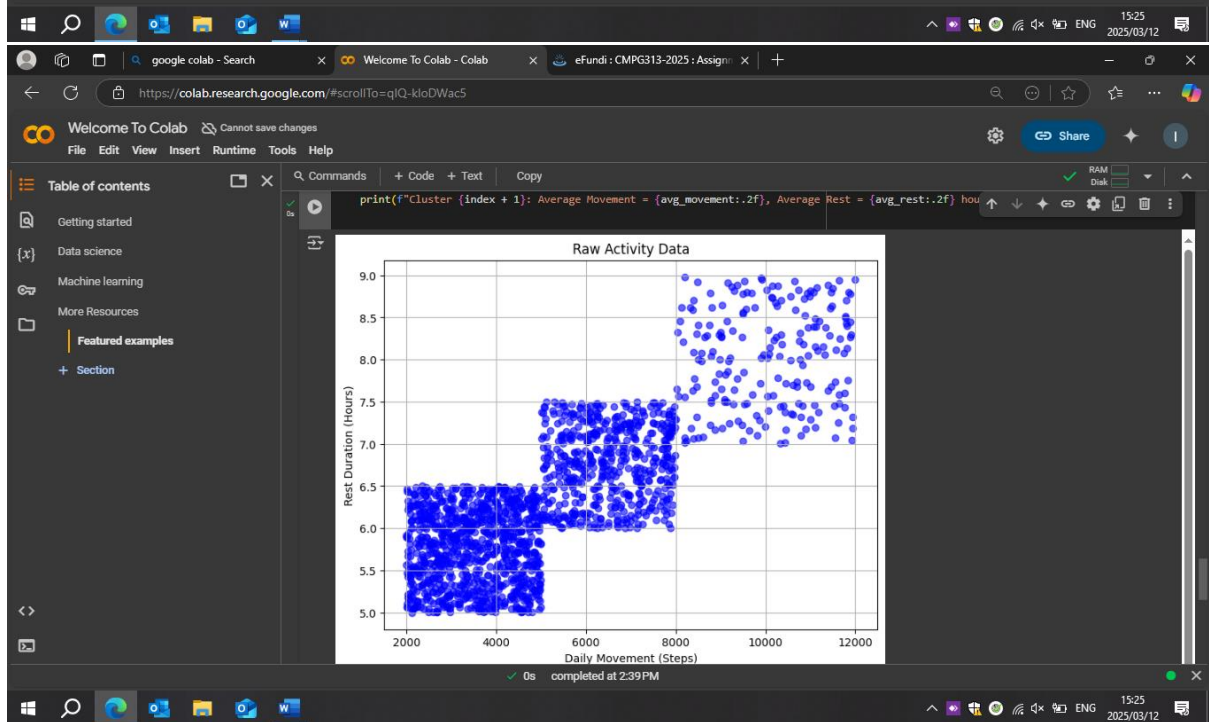 ENG
15:25
2025/03/12
google colab - Search
Welcome To Colab - Colab
eFundi : CMPG313-2025 : Assignn
https://colab.research.google.com/#scrollTo=qlQ-kloDWac5
Welcome To Colab
Cannot save changes
File Edit View Insert Runtime Tools Help
Share
I
Table of contents
Getting started
Data science
Machine learning
More Resources
Featured examples
+ Section
Commands + Code + Text Copy
RAM
Disk
0s
print(f"Cluster {index + 1}: Average Movement = {avg_movement:.2f}, Average Rest = {avg_rest:.2f} hou
Raw Activity Data
9.0
8.5
8.0
7.5
7.0
6.5
6.0
5.5
5.0
Rest Duration (Hours)
2000 4000 6000 8000 10000 12000
Daily Movement (Steps)
0s completed at 2:39 PM
ENG
15:25
2025/03/12